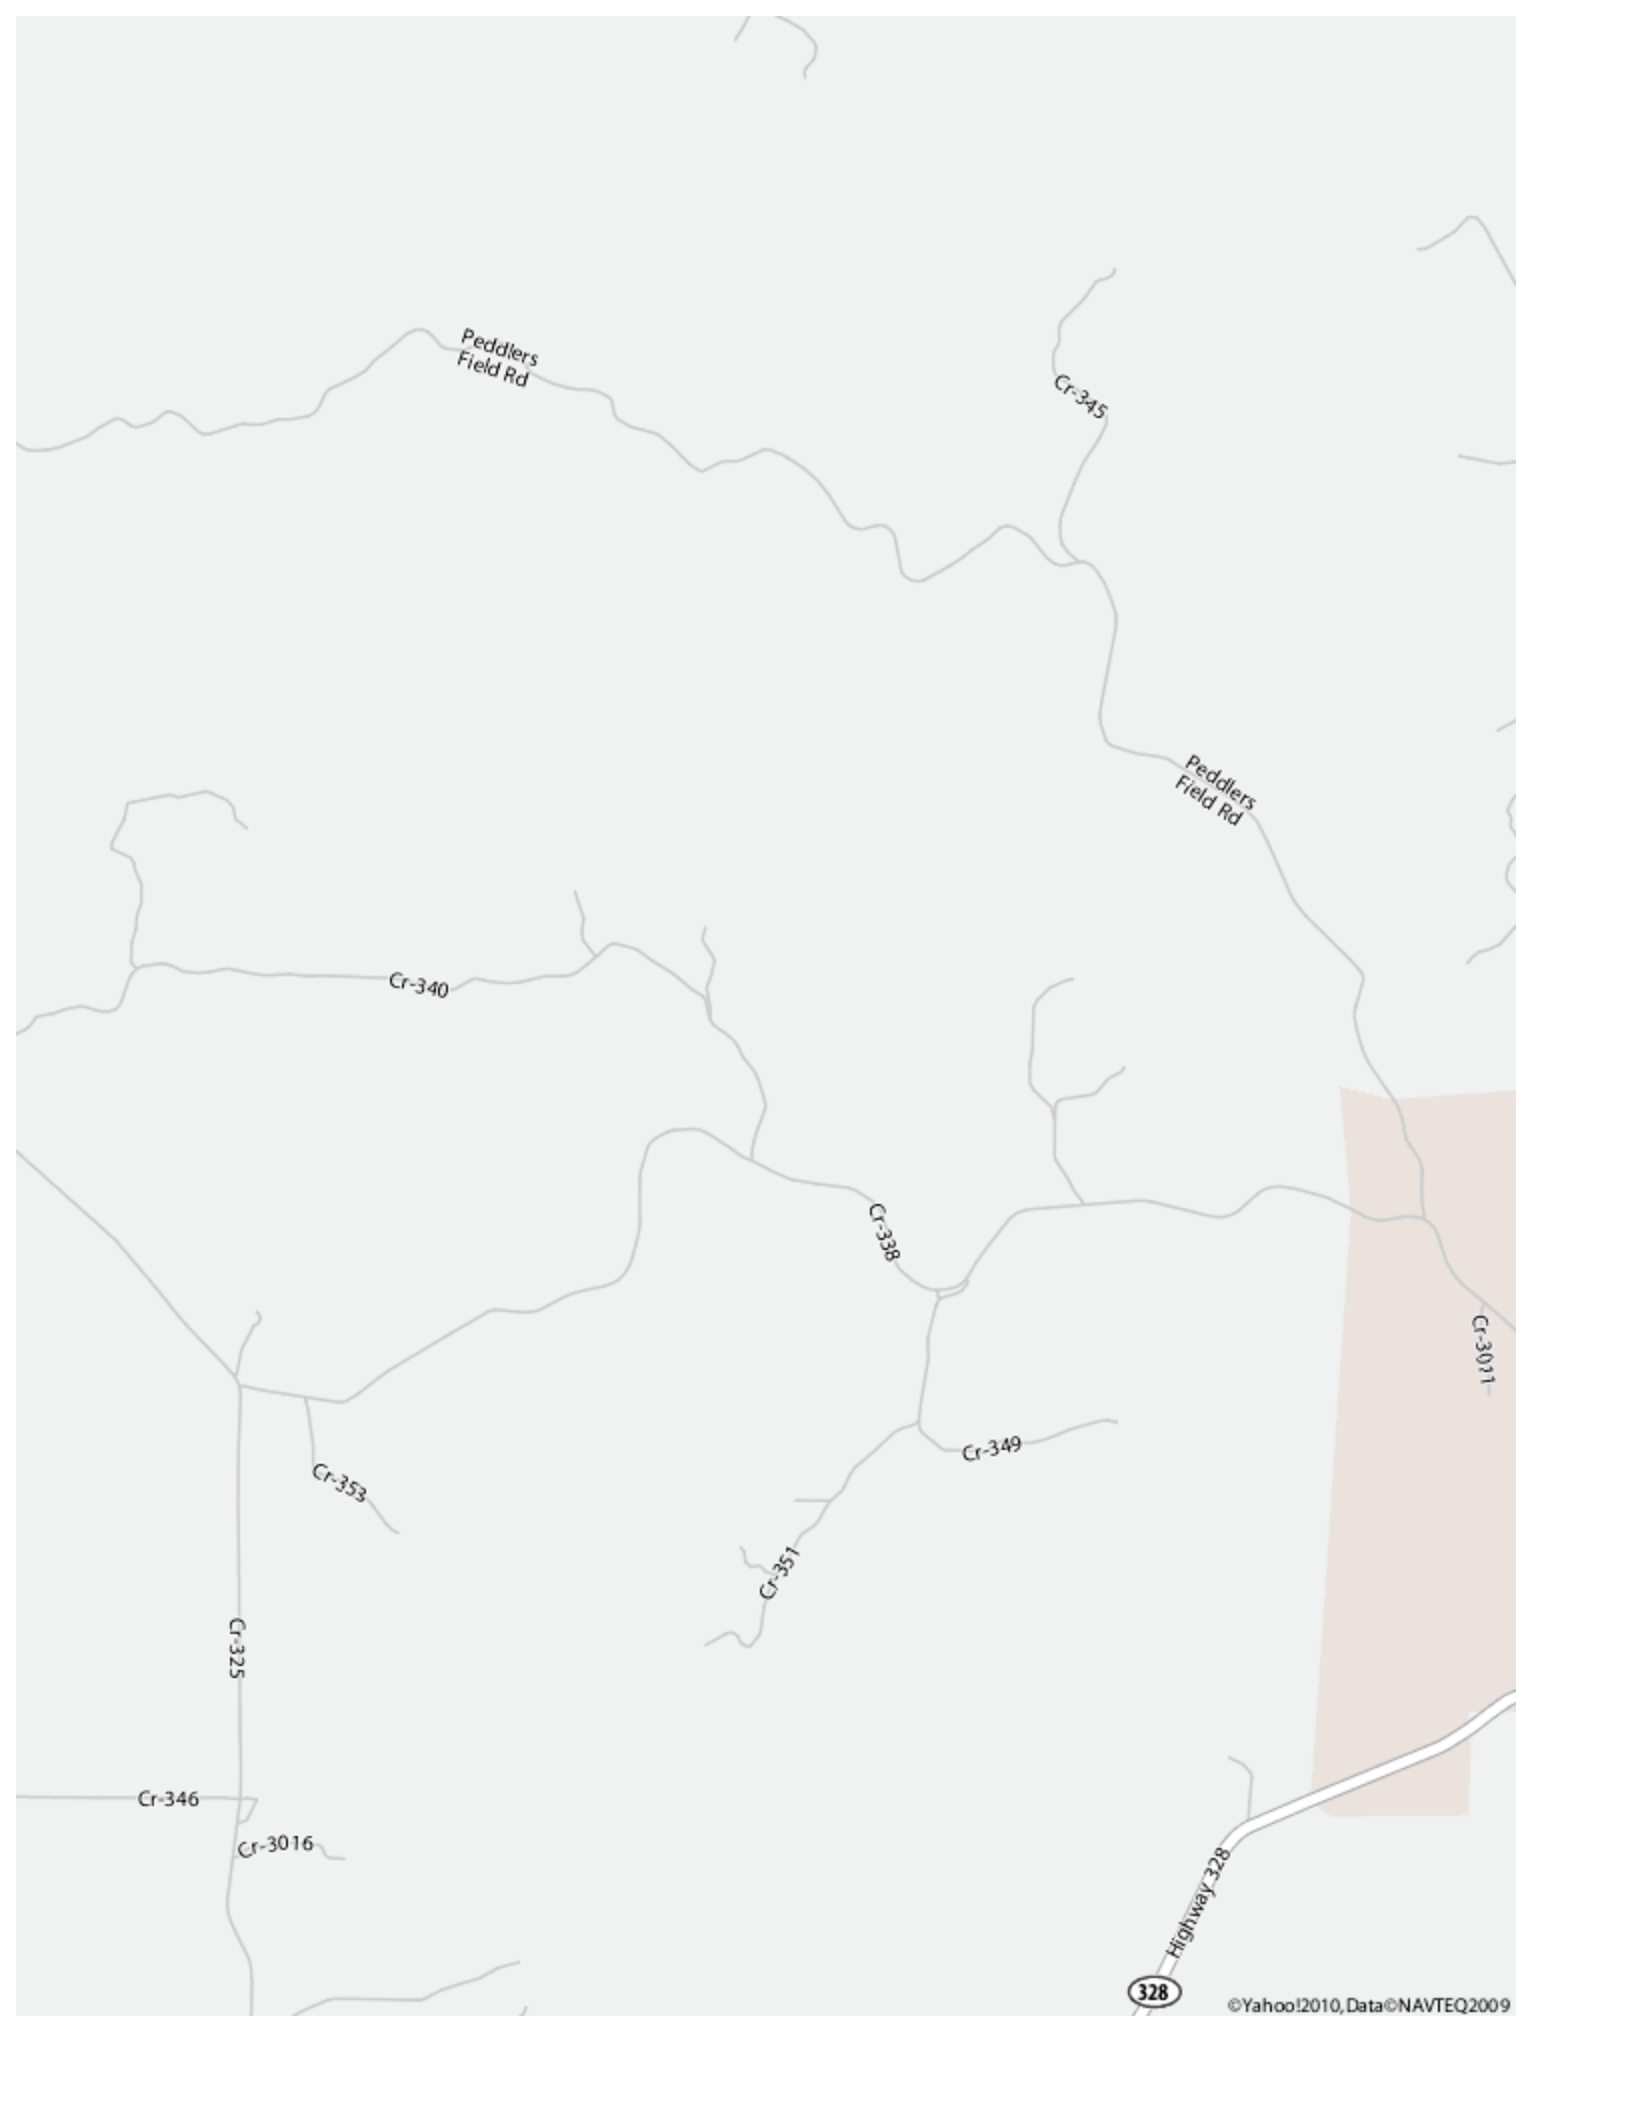 Peddlers
Field Rd
Cr-345
Peddlers
Field Rd
Cr-340
Cr-338
Cr-3011
Cr-349
Cr-353
Cr-351
Cr-325
Cr-346
Cr-3016
Highway 328
328
©Yahoo!2010,Data©NAVTEQ2009